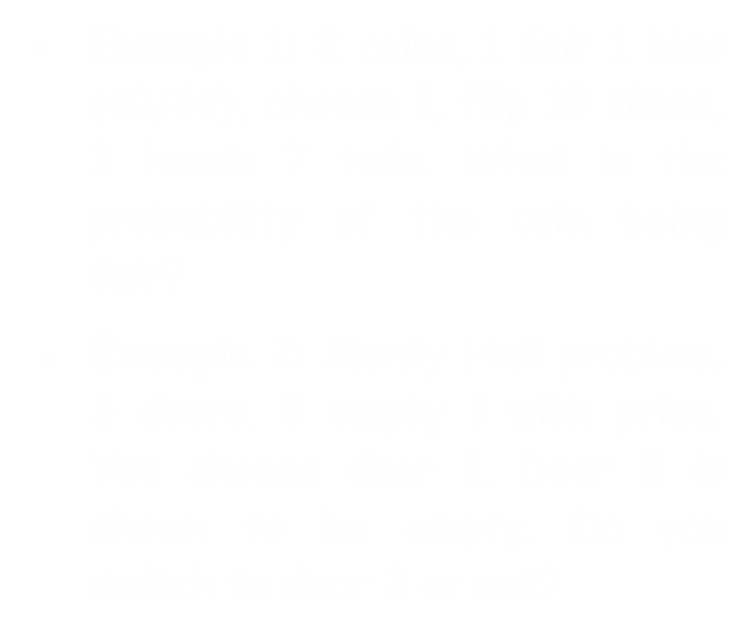 Example 1: 2 coins, 1 fair 1 bias
(40/60), choose 1, flip 10 times,
3 heads 7 tails. What is the
probability of the coin being
fair?
Example 2: Monty Hall problem
3 doors, 2 empty 1 with prize
You choose door 1 Door 2 is
shown to be empty Do you
switch to door 3 or not?